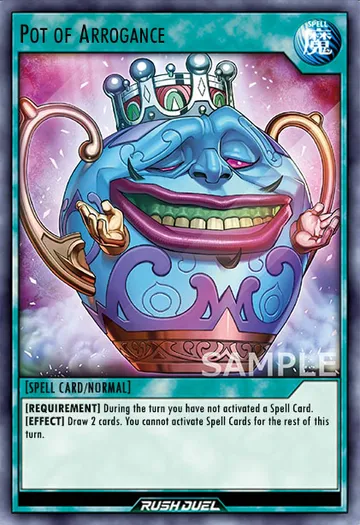 POT OF ARROGANCE
SPELL
魔
SAMPLE
[SPELL CARD/NORMAL]
[REQUIREMENT] During the turn you have not activated a Spell Card.
[EFFECT] Draw 2 cards. You cannot activate Spell Cards for the rest of this
turn.
RUSH DUEL